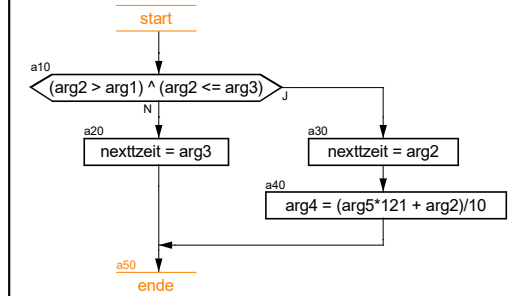 start
a10
(arg2 > arg1) ^ (arg2 <= arg3)
N
J
a20
nexttzeit = arg3
a30
nexttzeit = arg2
a40
arg4 = (arg5*121 + arg2)/10
a50
ende